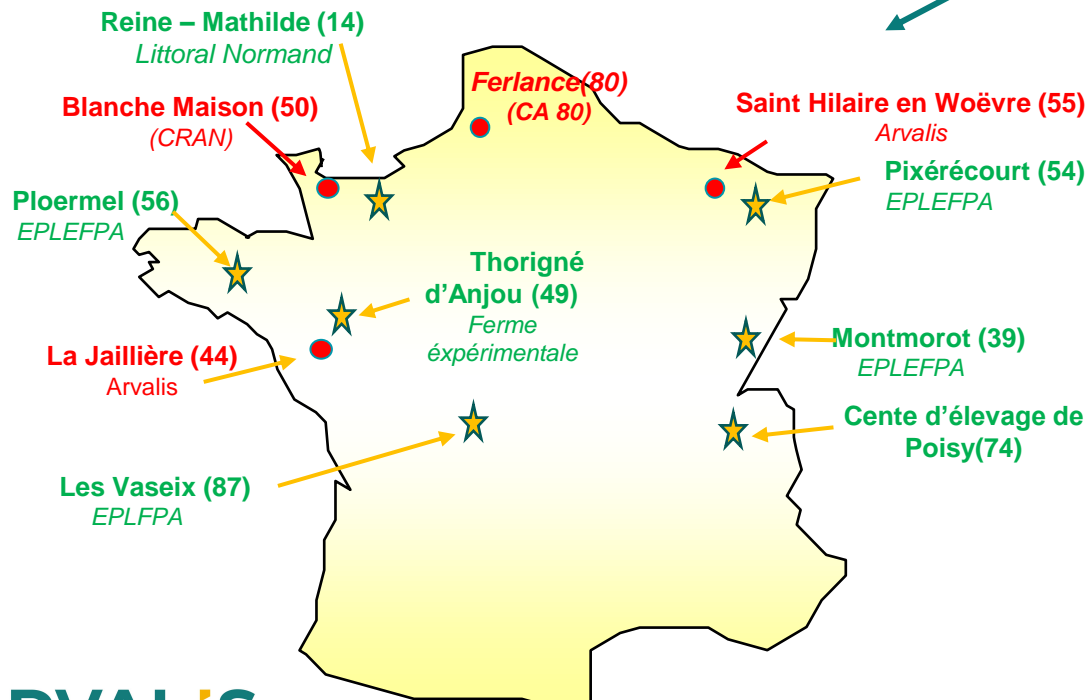 Reine – Mathilde (14)
Littoral Normand
Ferlance(80)
(CA 80)
Blanche Maison (50)
(CRAN)
Saint Hilaire en Woëvre (55)
Arvalis
Pixérécourt (54)
EPLEFPA
Ploermel (56)
EPLEFPA
Thorigné
d'Anjou (49)
Ferme
éxpérimentale
La Jaillière (44)
Arvalis
Montmorot (39)
EPLEFPA
Cente d'élevage de
Poisy(74)
Les Vaseix (87)
EPLFPA